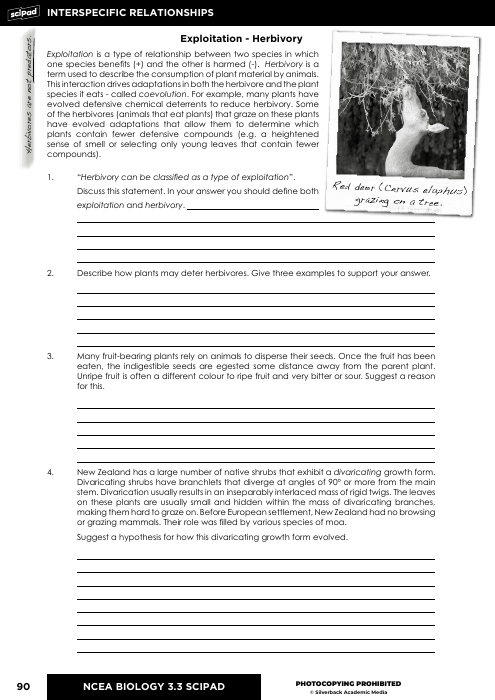 scipad INTERSPECIFIC RELATIONSHIPS
Herbivores are not predators.
Exploitation - Herbivory
Exploitation is a type of relationship between two species in which
one species benefits (+) and the other is harmed (-). Herbivory is a
term used to describe the consumption of plant material by animals.
This interaction drives adaptations in both the herbivore and the plant
species it eats - called coevolution. For example, many plants have
evolved defensive chemical deterrents to reduce herbivory. Some
of the herbivores (animals that eat plants) that graze on these plants
have evolved adaptations that allow them to determine which
plants contain fewer defensive compounds (e.g. a heightened
sense of smell or selecting only young leaves that contain fewer
compounds).
Red deer (Cervus elaphus)
grazing on a tree.
1. "Herbivory can be classified as a type of exploitation".
Discuss this statement. In your answer you should define both
exploitation and herbivory.
2. Describe how plants may deter herbivores. Give three examples to support your answer.
3. Many fruit-bearing plants rely on animals to disperse their seeds. Once the fruit has been
eaten, the indigestible seeds are egested some distance away from the parent plant.
Unripe fruit is often a different colour to ripe fruit and very bitter or sour. Suggest a reason
for this.
4. New Zealand has a large number of native shrubs that exhibit a divaricating growth form.
Divaricating shrubs have branchlets that diverge at angles of 90° or more from the main
stem. Divarication usually results in an inseparably interlaced mass of rigid twigs. The leaves
on these plants are usually small and hidden within the mass of divaricating branches,
making them hard to graze on. Before European settlement, New Zealand had no browsing
or grazing mammals. Their role was filled by various species of moa.
Suggest a hypothesis for how this divaricating growth form evolved.
90 NCEA BIOLOGY 3.3 SCIPAD
PHOTOCOPYING PROHIBITED
© Silverback Academic Media